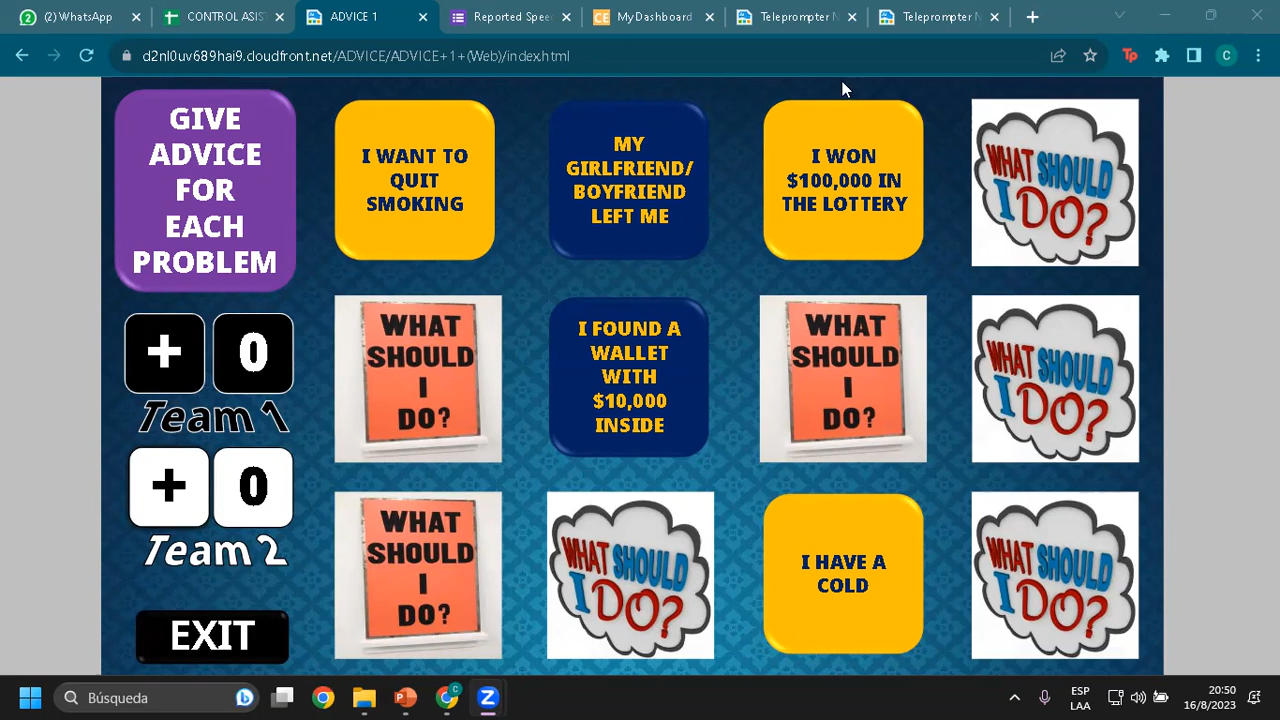 (2) WhatsApp
CONTROL ASIS
ADVICE 1
Reported Spee
My Dashboard
Teleprompter N
Teleprompter N
d2nl0uv689hai9.cloudfront.net/ADVICE/ADVICE+1+(Web)/index.html
GIVE
ADVICE
FOR
EACH
PROBLEM
I WANT TO
QUIT
SMOKING
MY
GIRLFRIEND/
BOYFRIEND
LEFT ME
I WON
$100,000 IN
THE LOTTERY
WHAT SHOULD
I DO?
+ 0
Team 1
WHAT
SHOULD
I
DO?
I FOUND A
WALLET
WITH
$10,000
INSIDE
WHAT
SHOULD
I
DO?
WHAT SHOULD
I DO?
+ 0
Team 2
WHAT
SHOULD
I
DO?
WHAT SHOULD
I DO?
I HAVE A
COLD
WHAT SHOULD
I DO?
EXIT
Búsqueda
ESP
LAA
20:50
16/8/2023